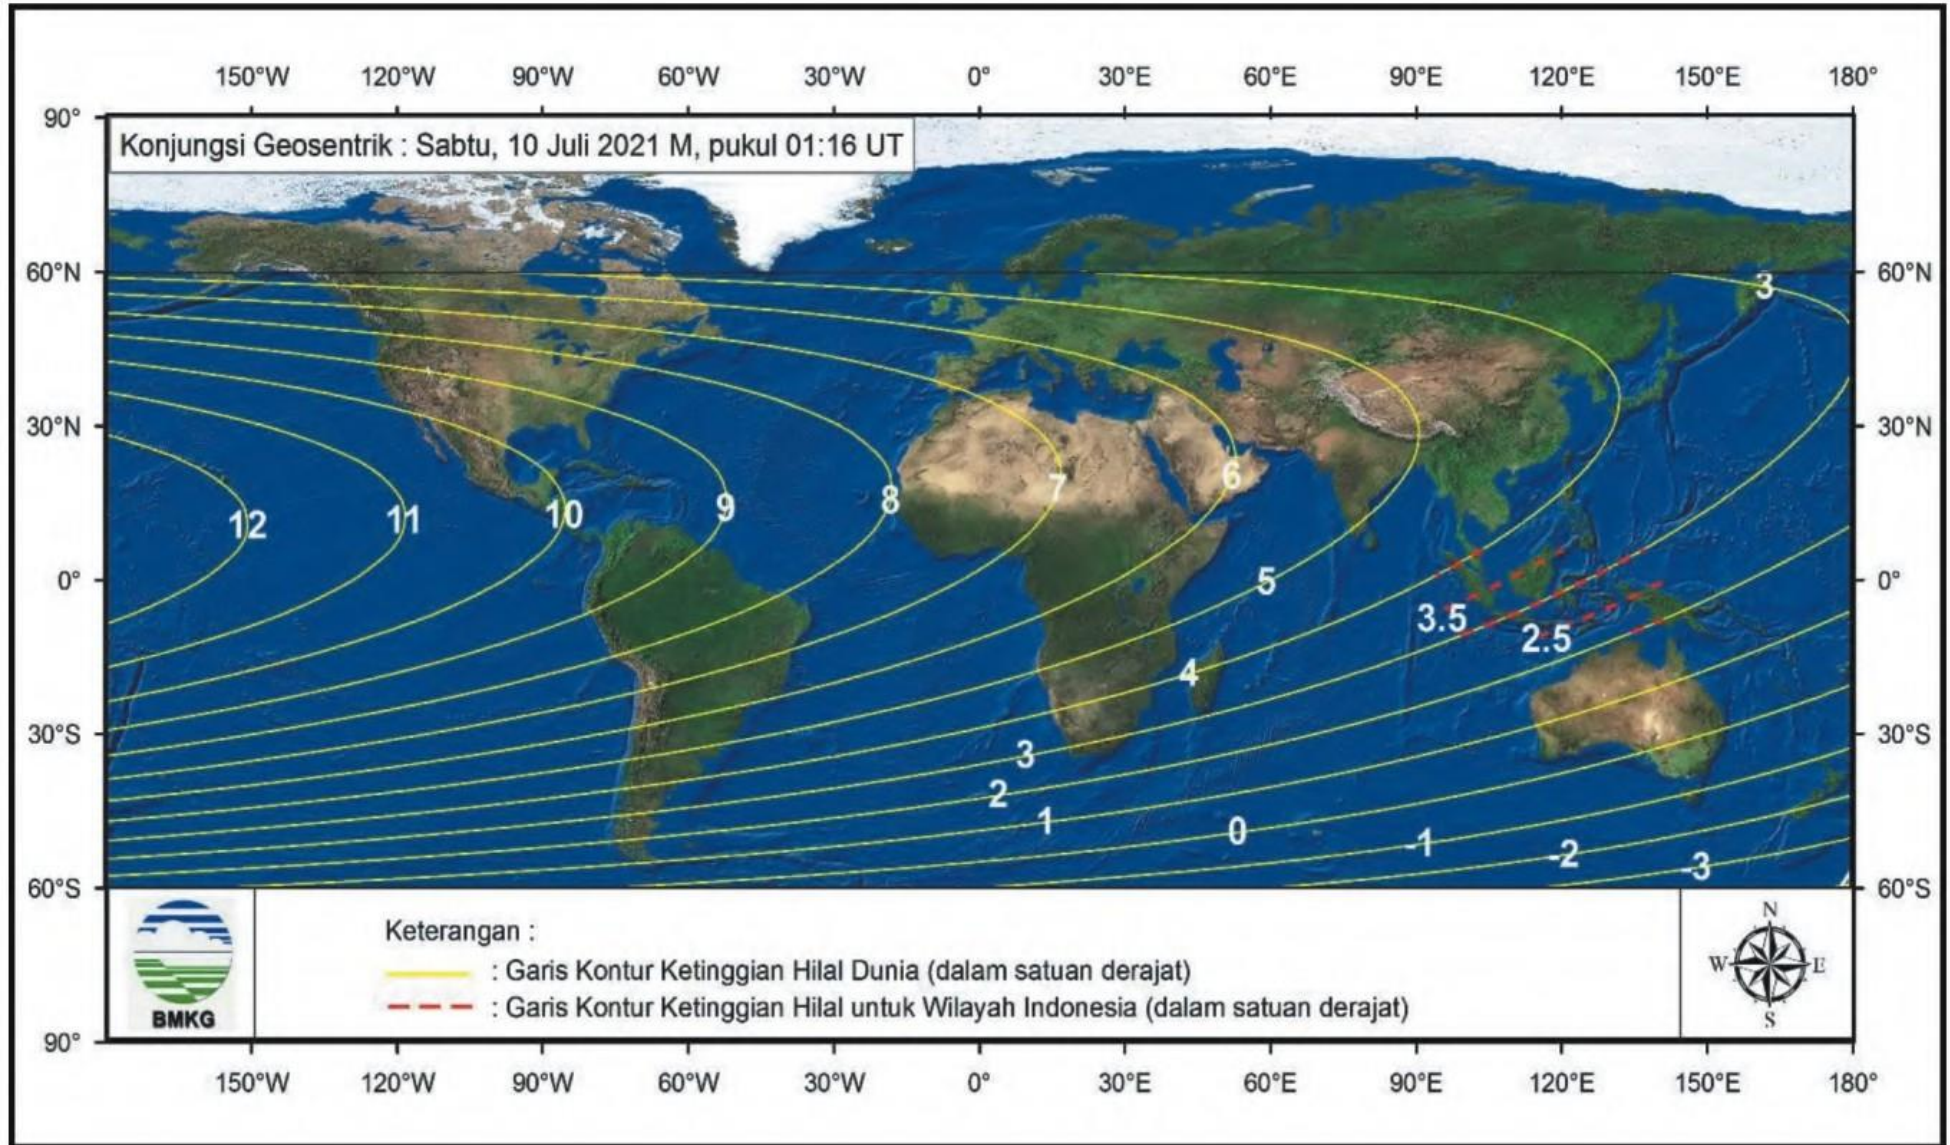 150°W 120°W 90°W 60°W 30°W 0° 30°E 60°E 90°E 120°E 150°E 180°
90° 90°
Konjungsi Geosentrik : Sabtu, 10 Juli 2021 M, pukul 01:16 UT
60°N 60°N
3
30°N 30°N
12 11 10 9 8 7 6
0° 0°
5
3.5 2.5
4
30°S 30°S
3
2
1 0 -1 -2 -3
60°S 60°S
Keterangan :
: Garis Kontur Ketinggian Hilal Dunia (dalam satuan derajat)
: Garis Kontur Ketinggian Hilal untuk Wilayah Indonesia (dalam satuan derajat)
BMKG
N
W E
S
90° 90°
150°W 120°W 90°W 60°W 30°W 0° 30°E 60°E 90°E 120°E 150°E 180°